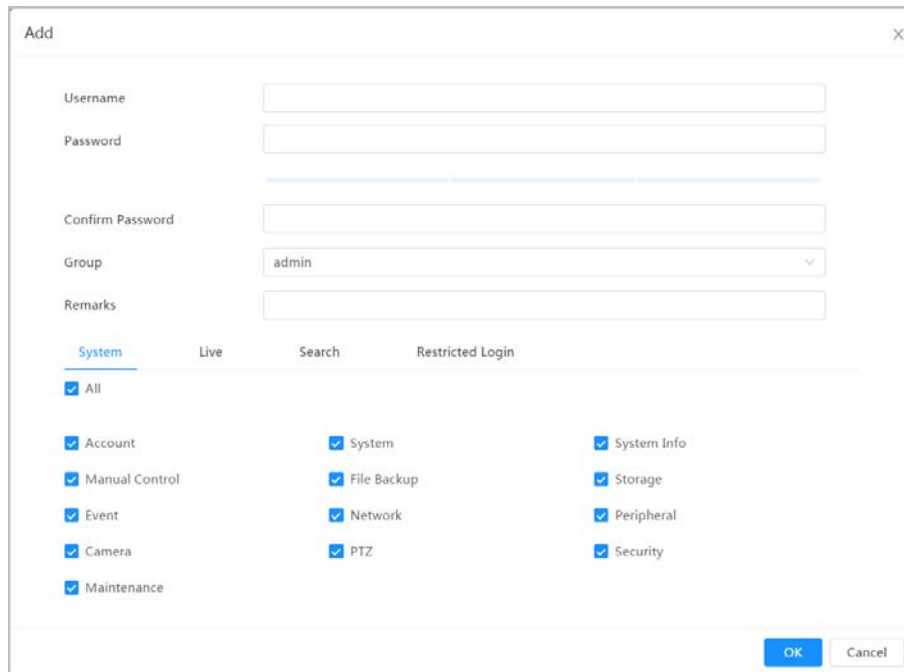 Add
Username
Password
Confirm Password
Group admin
Remarks
System Live Search Restricted Login
All
Account System System Info
Manual Control File Backup Storage
Event Network Peripheral
Camera PTZ Security
Maintenance
OK Cancel